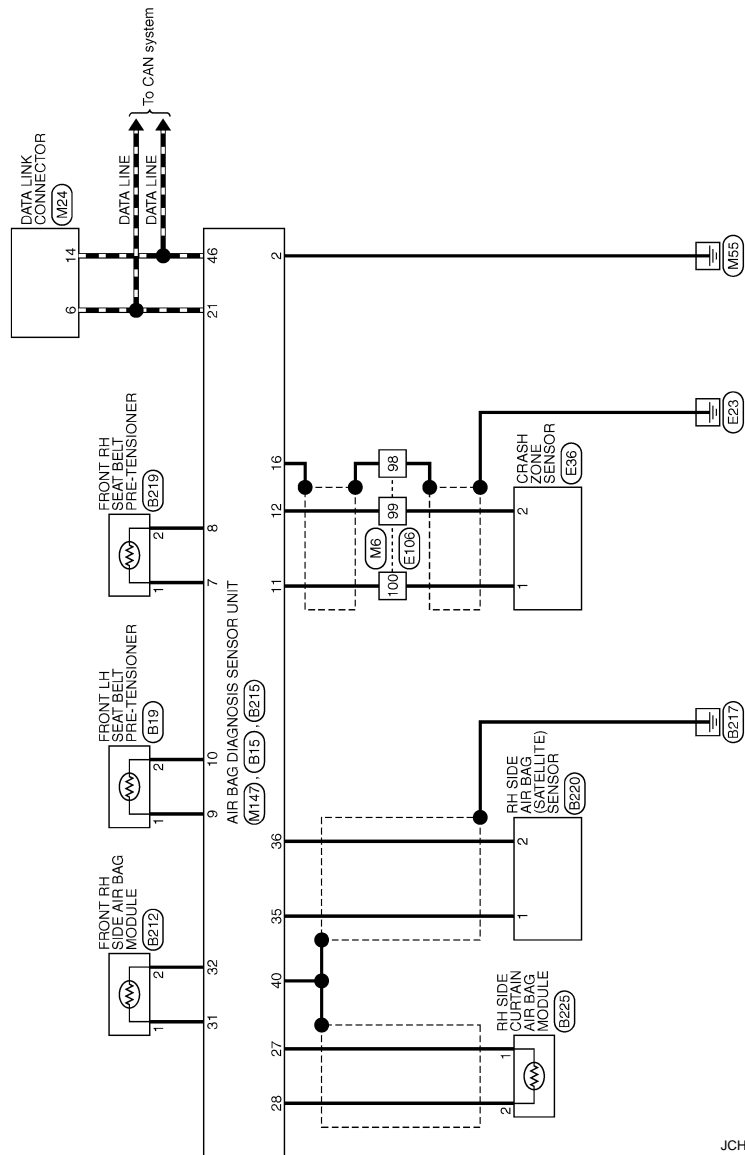 DATA LINK
CONNECTOR
M24
14
6
To CAN system
DATA LINE
DATA LINE
46
21
2
M55
FRONT RH
SEAT BELT
PRE-TENSIONER
B219
2
1
8
7
16
12
11
98
99
100
M6
E106
CRASH
ZONE
SENSOR
E36
2
1
E23
FRONT LH
SEAT BELT
PRE-TENSIONER
B19
2
1
10
9
AIR BAG DIAGNOSIS SENSOR UNIT
M147 , B15 , B215
36
35
RH SIDE
AIR BAG
(SATELLITE)
SENSOR
B220
2
1
B217
FRONT RH
SIDE AIR BAG
MODULE
B212
2
1
32
31
40
27
28
RH SIDE
CURTAIN
AIR BAG
MODULE
B225
1
2
JCH